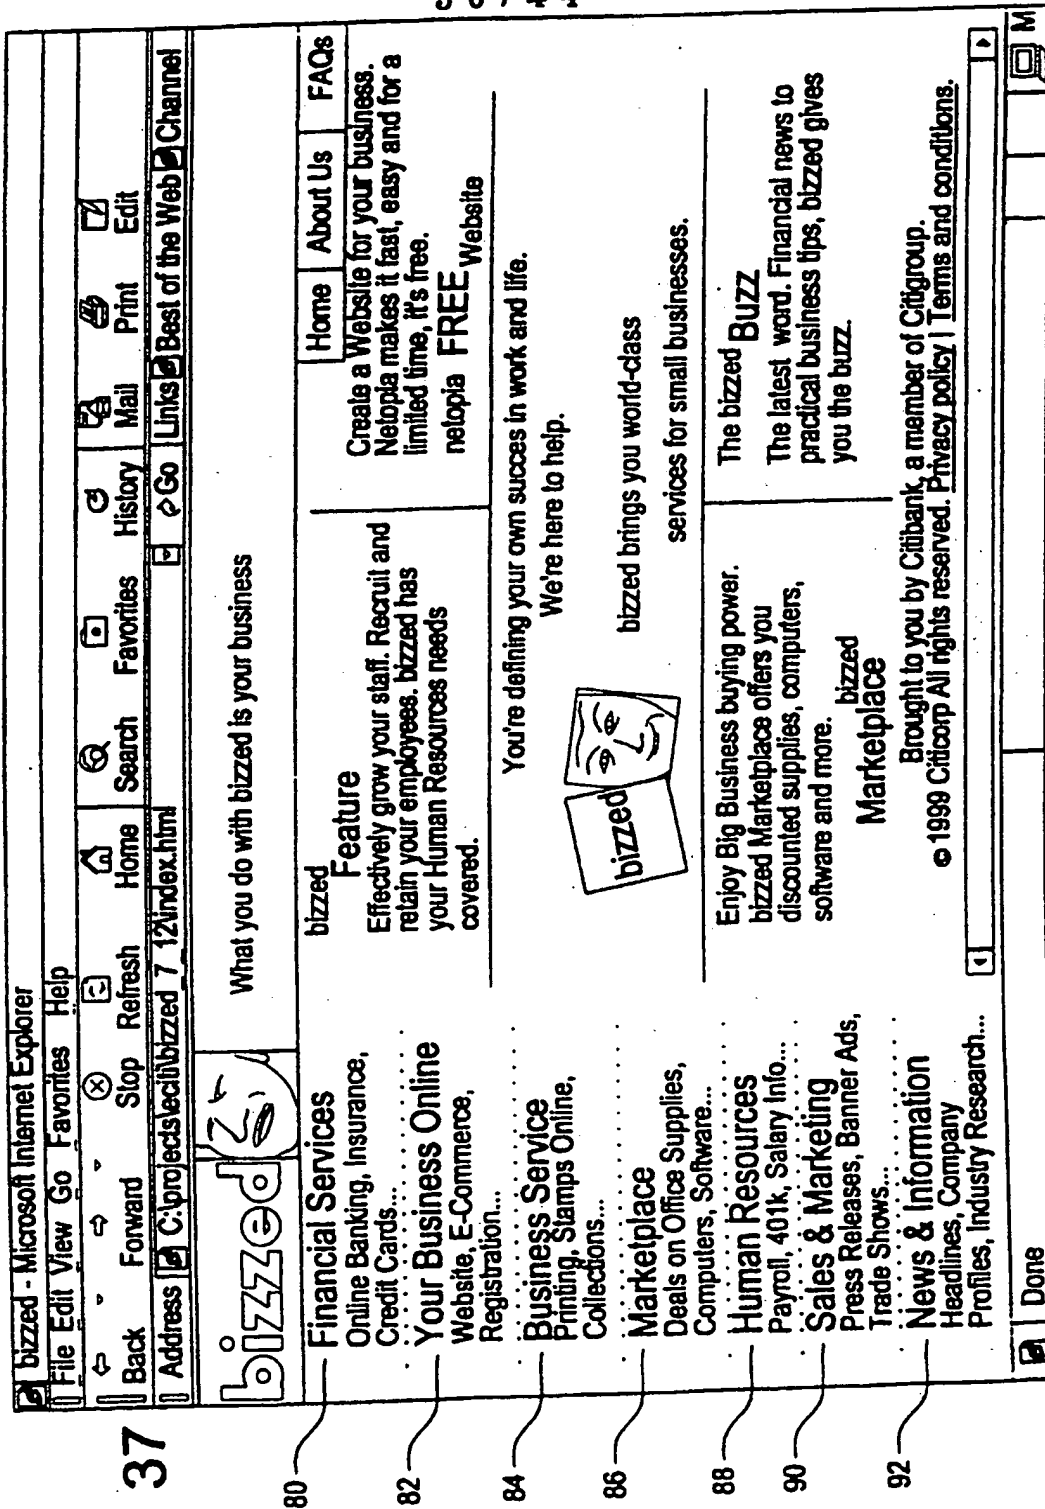 37
bizzed - Microsoft Internet Explorer
File Edit View Go Favorites Help
Back Forward Stop Refresh Home Search Favorites History Mail Print Edit
Address C:\projects\eciti\bizzed_7_12\index.html Go Links Best of the Web Channel
bizzed
What you do with bizzed is your business
Home About Us FAQs
80
Financial Services
Online Banking, Insurance,
Credit Cards...
82
Your Business Online
Website, E-Commerce,
Registration...
84
Business Service
Printing, Stamps Online,
Collections...
86
Marketplace
Deals on Office Supplies,
Computers, Software...
88
Human Resources
Payroll, 401k, Salary Info...
90
Sales & Marketing
Press Releases, Banner Ads,
Trade Shows...
92
News & Information
Headlines, Company
Profiles, Industry Research...
bizzed
Feature
Effectively grow your staff. Recruit and
retain your employees. bizzed has
your Human Resources needs
covered.
Create a Website for your business.
Netopia makes it fast, easy and for a
limited time, it's free.
netopia FREE Website
You're defining your own succes in work and life.
We're here to help.
bizzed
bizzed brings you world-class
services for small businesses.
Enjoy Big Business buying power.
bizzed Marketplace offers you
discounted supplies, computers,
software and more.
bizzed
Marketplace
The bizzed
Buzz
The latest word. Financial news to
practical business tips, bizzed gives
you the buzz.
Brought to you by Citibank, a member of Citigroup.
© 1999 Citicorp All rights reserved. Privacy policy | Terms and conditions.
Done
M